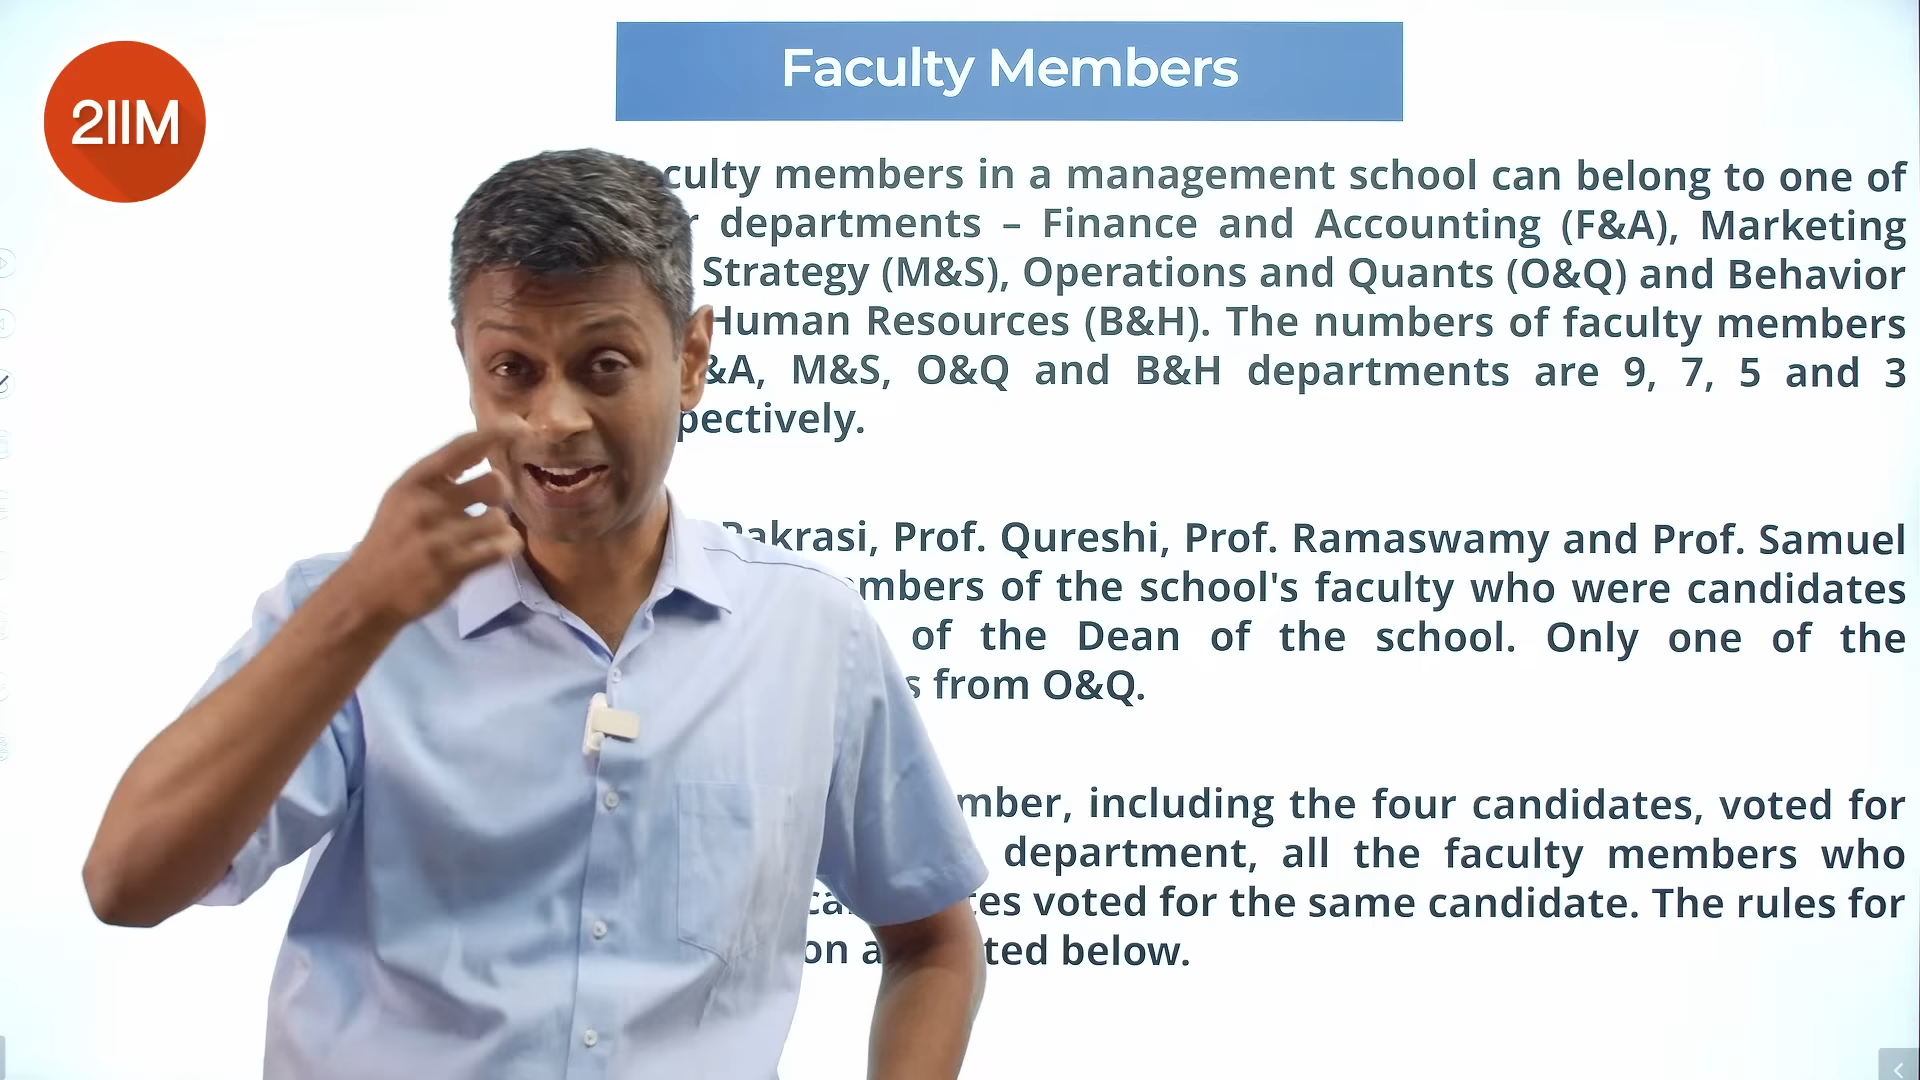 2IIM
Faculty Members
culty members in a management school can belong to one of
departments – Finance and Accounting (F&A), Marketing
Strategy (M&S), Operations and Quants (O&Q) and Behavior
Human Resources (B&H). The numbers of faculty members
&A, M&S, O&Q and B&H departments are 9, 7, 5 and 3
pectively.
Pakrasi, Prof. Qureshi, Prof. Ramaswamy and Prof. Samuel
mbers of the school's faculty who were candidates
of the Dean of the school. Only one of the
s from O&Q.
mber, including the four candidates, voted for
department, all the faculty members who
tes voted for the same candidate. The rules for
on ted below.